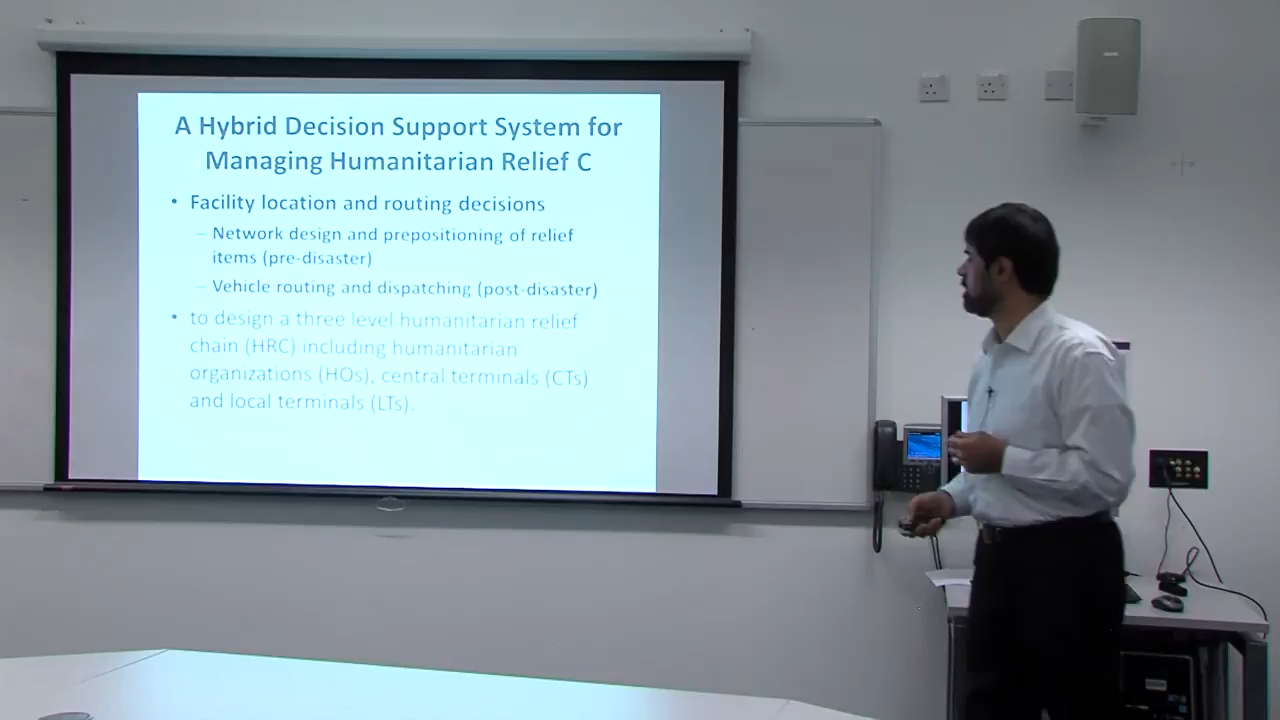 A Hybrid Decision Support System for
Managing Humanitarian Relief C
• Facility location and routing decisions
– Network design and prepositioning of relief
items (pre-disaster)
– Vehicle routing and dispatching (post-disaster)
• to design a three level humanitarian relief
chain (HRC) including humanitarian
organizations (HOs), central terminals (CTs)
and local terminals (LTs).